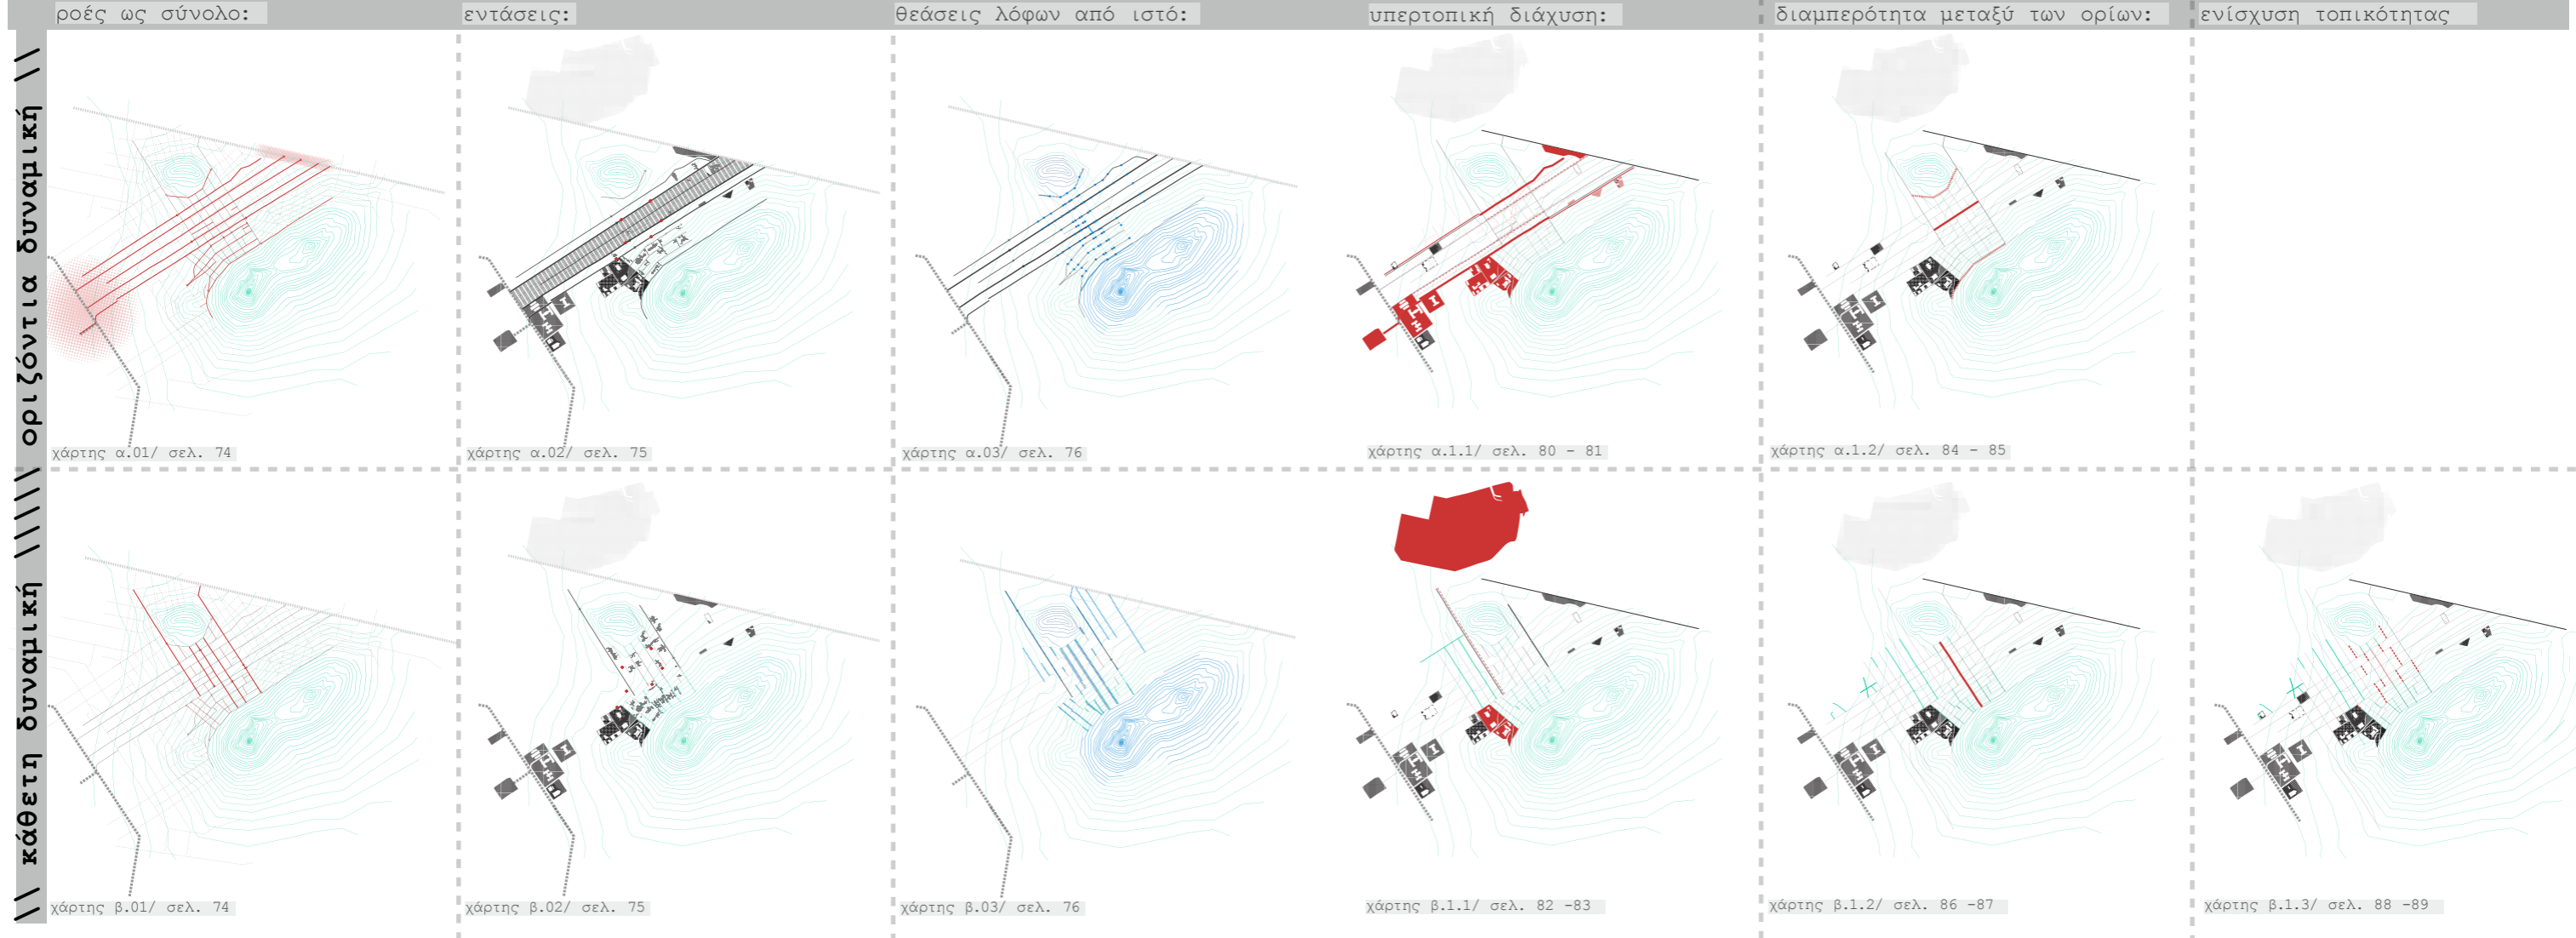 ροές ως σύνολο:
εντάσεις:
θεάσεις λόφων από ιστό:
υπερτοπική διάχυση:
διαμπερότητα μεταξύ των ορίων:
ενίσχυση τοπικότητας
\\ κάθετη δυναμική \\\\\ οριζόντια δυναμική \\
χάρτης α.01/ σελ. 74
χάρτης α.02/ σελ. 75
χάρτης α.03/ σελ. 76
χάρτης α.1.1/ σελ. 80 - 81
χάρτης α.1.2/ σελ. 84 - 85
χάρτης β.01/ σελ. 74
χάρτης β.02/ σελ. 75
χάρτης β.03/ σελ. 76
χάρτης β.1.1/ σελ. 82 -83
χάρτης β.1.2/ σελ. 86 -87
χάρτης β.1.3/ σελ. 88 -89